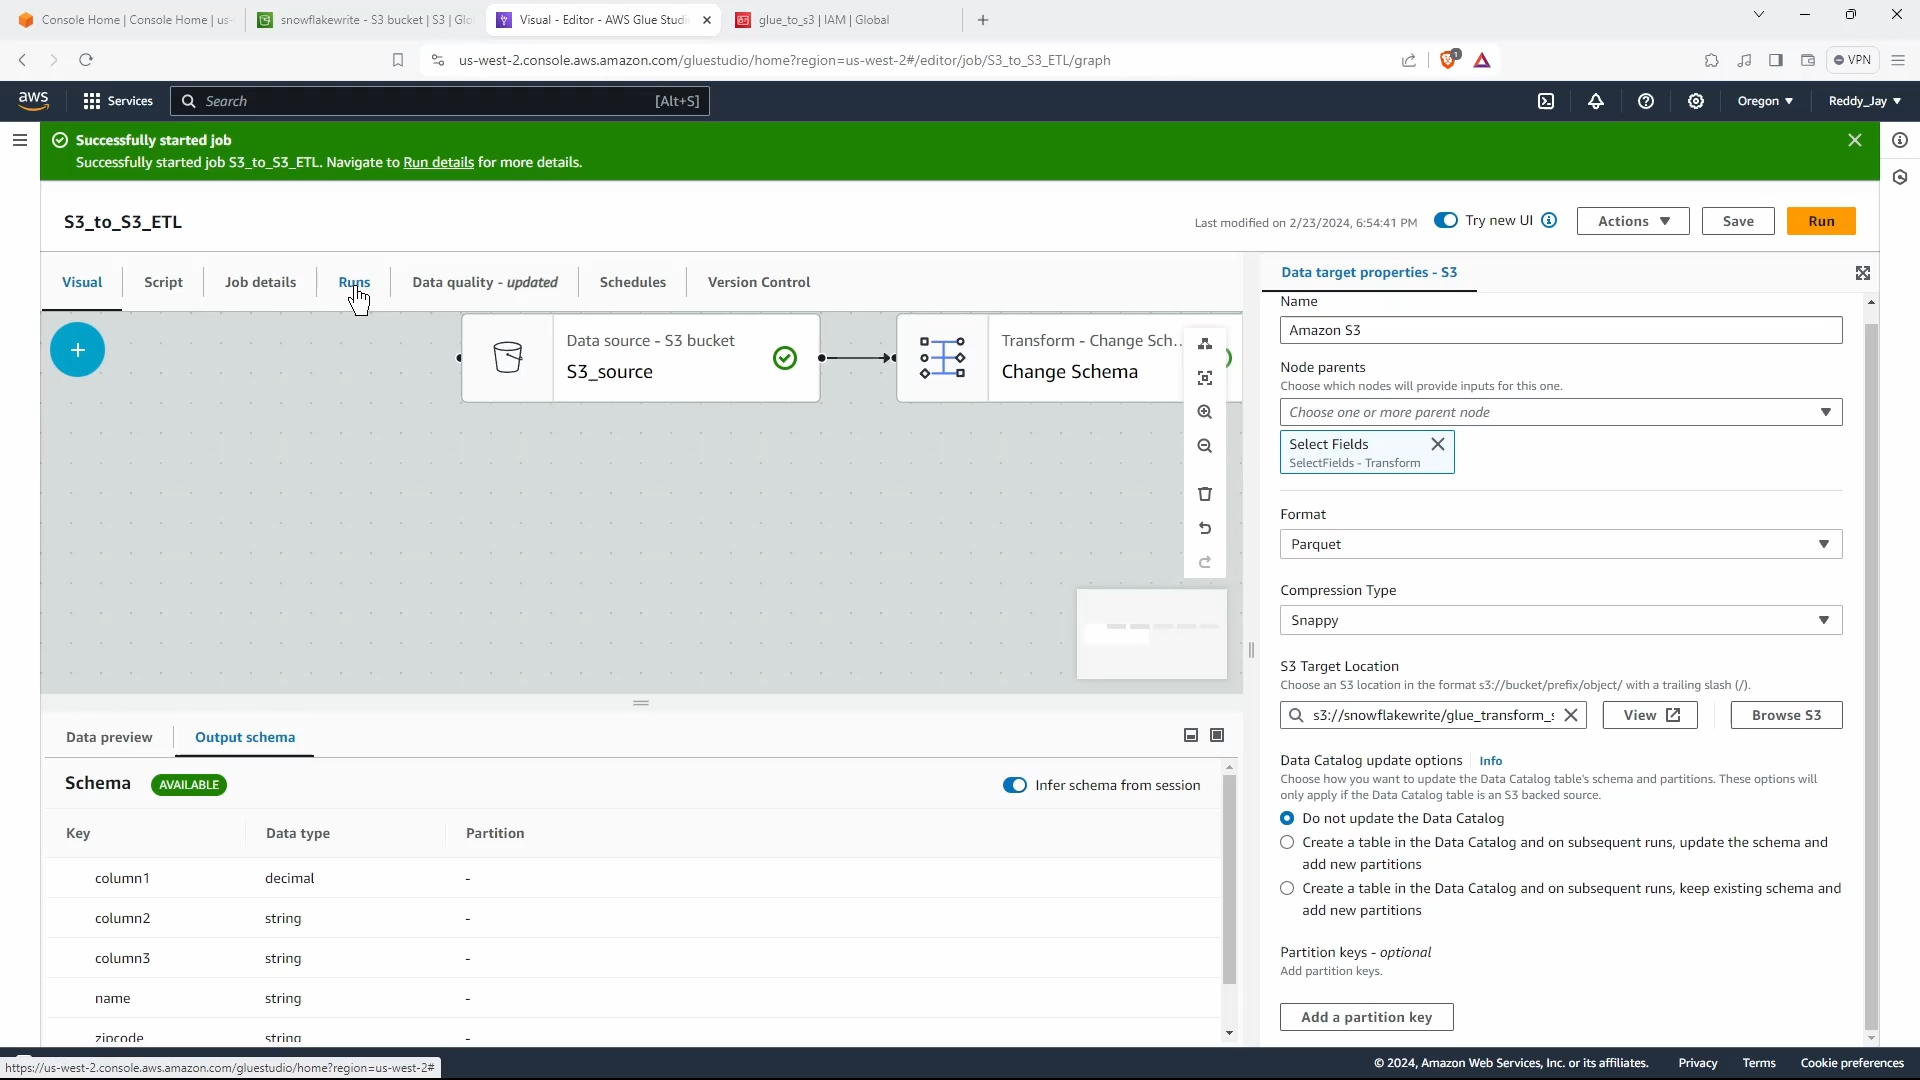 Console Home | Console Home | us-
snowflakewrite - S3 bucket | S3 | Glo
Visual - Editor - AWS Glue Studi
glue_to_s3 | IAM | Global
us-west-2.console.aws.amazon.com/gluestudio/home?region=us-west-2#/editor/job/S3_to_S3_ETL/graph
1
VPN
aws
Services
Search
[Alt+S]
Oregon
Reddy_Jay
Successfully started job
Successfully started job S3_to_S3_ETL. Navigate to Run details for more details.
S3_to_S3_ETL
Last modified on 2/23/2024, 6:54:41 PM
Try new UI
Actions
Save
Run
Visual
Script
Job details
Runs
Data quality - updated
Schedules
Version Control
Data source - S3 bucket
S3_source
Transform - Change Sch...
Change Schema
Data preview
Output schema
Schema
AVAILABLE
Infer schema from session
Key
Data type
Partition
column1
decimal
-
column2
string
-
column3
string
-
name
string
-
zipcode
string
-
Data target properties - S3
Name
Amazon S3
Node parents
Choose which nodes will provide inputs for this one.
Choose one or more parent node
Select Fields
SelectFields - Transform
Format
Parquet
Compression Type
Snappy
S3 Target Location
Choose an S3 location in the format s3://bucket/prefix/object/ with a trailing slash (/).
s3://snowflakewrite/glue_transform_s
View
Browse S3
Data Catalog update options
Info
Choose how you want to update the Data Catalog table's schema and partitions. These options will
only apply if the Data Catalog table is an S3 backed source.
Do not update the Data Catalog
Create a table in the Data Catalog and on subsequent runs, update the schema and
add new partitions
Create a table in the Data Catalog and on subsequent runs, keep existing schema and
add new partitions
Partition keys - optional
Add partition keys.
Add a partition key
https://us-west-2.console.aws.amazon.com/gluestudio/home?region=us-west-2#
© 2024, Amazon Web Services, Inc. or its affiliates.
Privacy
Terms
Cookie preferences